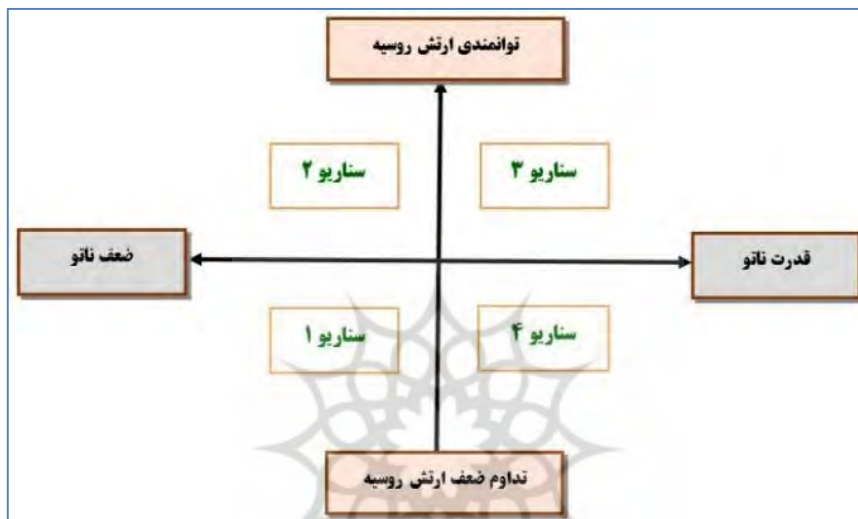 توانمندی ارتش روسیه
سناریو ۳
سناریو ۲
قدرت ناتو
ضعف ناتو
سناریو ۴
سناریو ۱
تداوم ضعف ارتش روسیه